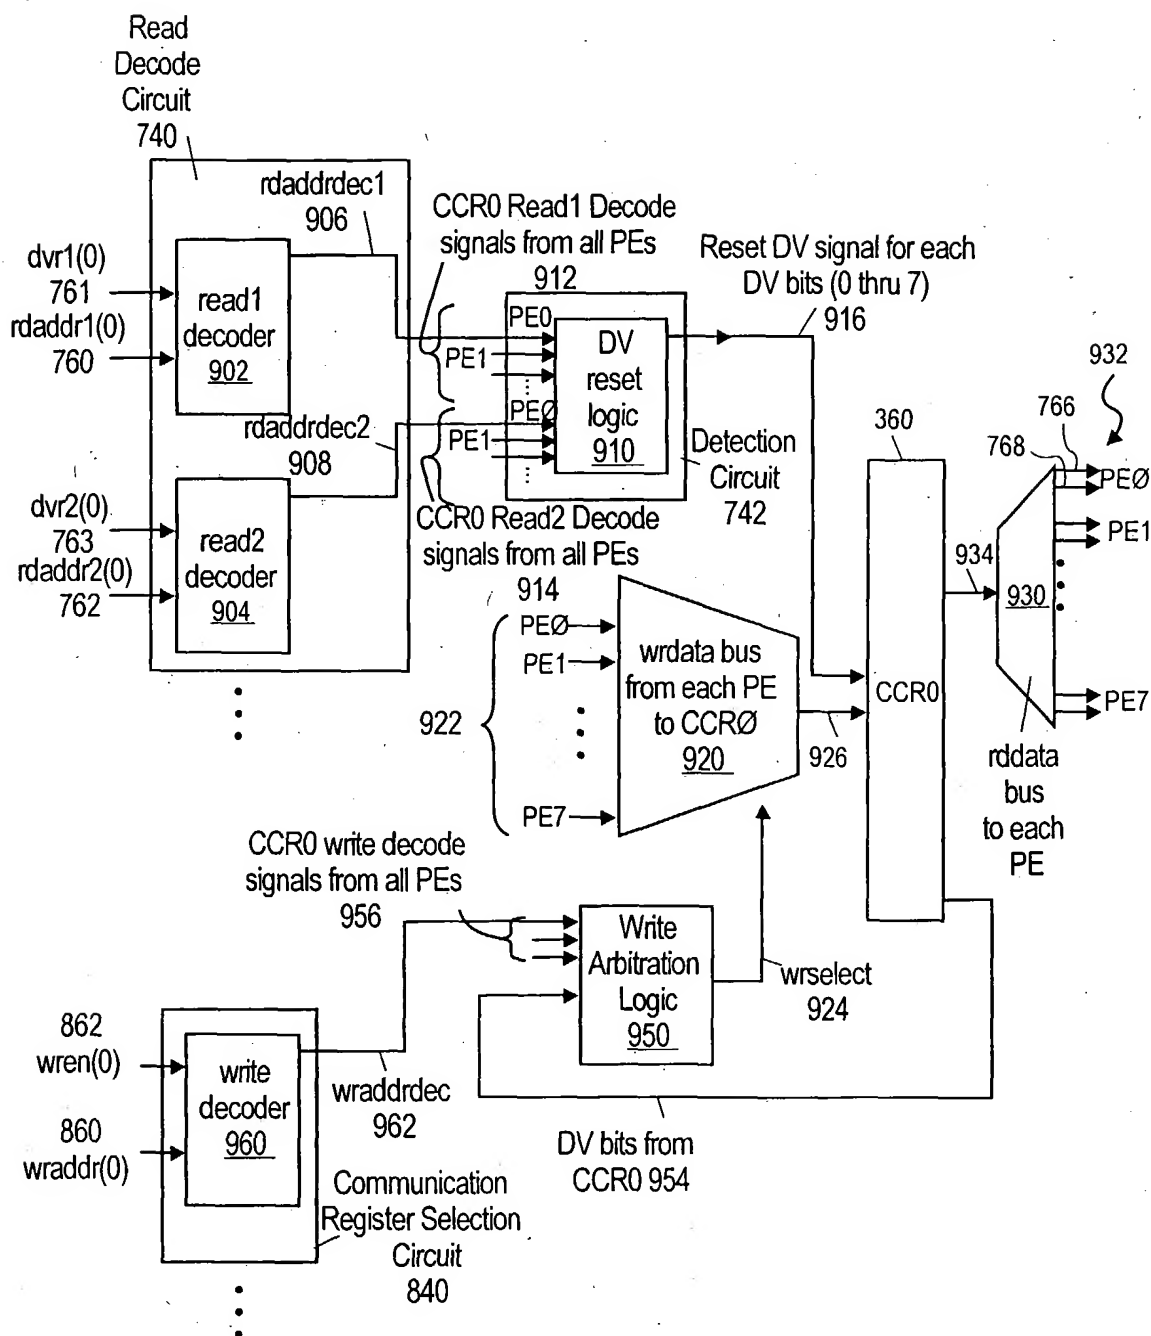 Read
Decode
Circuit
740
rdaddrdec1
906
CCR0 Read1 Decode
signals from all PEs
912
Reset DV signal for each
DV bits (0 thru 7)
916
dvr1(0)
761
rdaddr1(0)
760
read1
decoder
902
PE0
PE1
PEØ
PE1
DV
reset
logic
910
Detection
Circuit
742
rdaddrdec2
908
CCR0 Read2 Decode
signals from all PEs
914
dvr2(0)
763
rdaddr2(0)
762
read2
decoder
904
932
766
768
360
PEØ
PE1
PE7
934
930
CCR0
rddata
bus
to each
PE
922
PEØ
PE1
PE7
wrdata bus
from each PE
to CCRØ
920
926
CCR0 write decode
signals from all PEs
956
Write
Arbitration
Logic
950
wrselect
924
862
wren(0)
860
wraddr(0)
write
decoder
960
wraddrdec
962
DV bits from
CCR0 954
Communication
Register Selection
Circuit
840